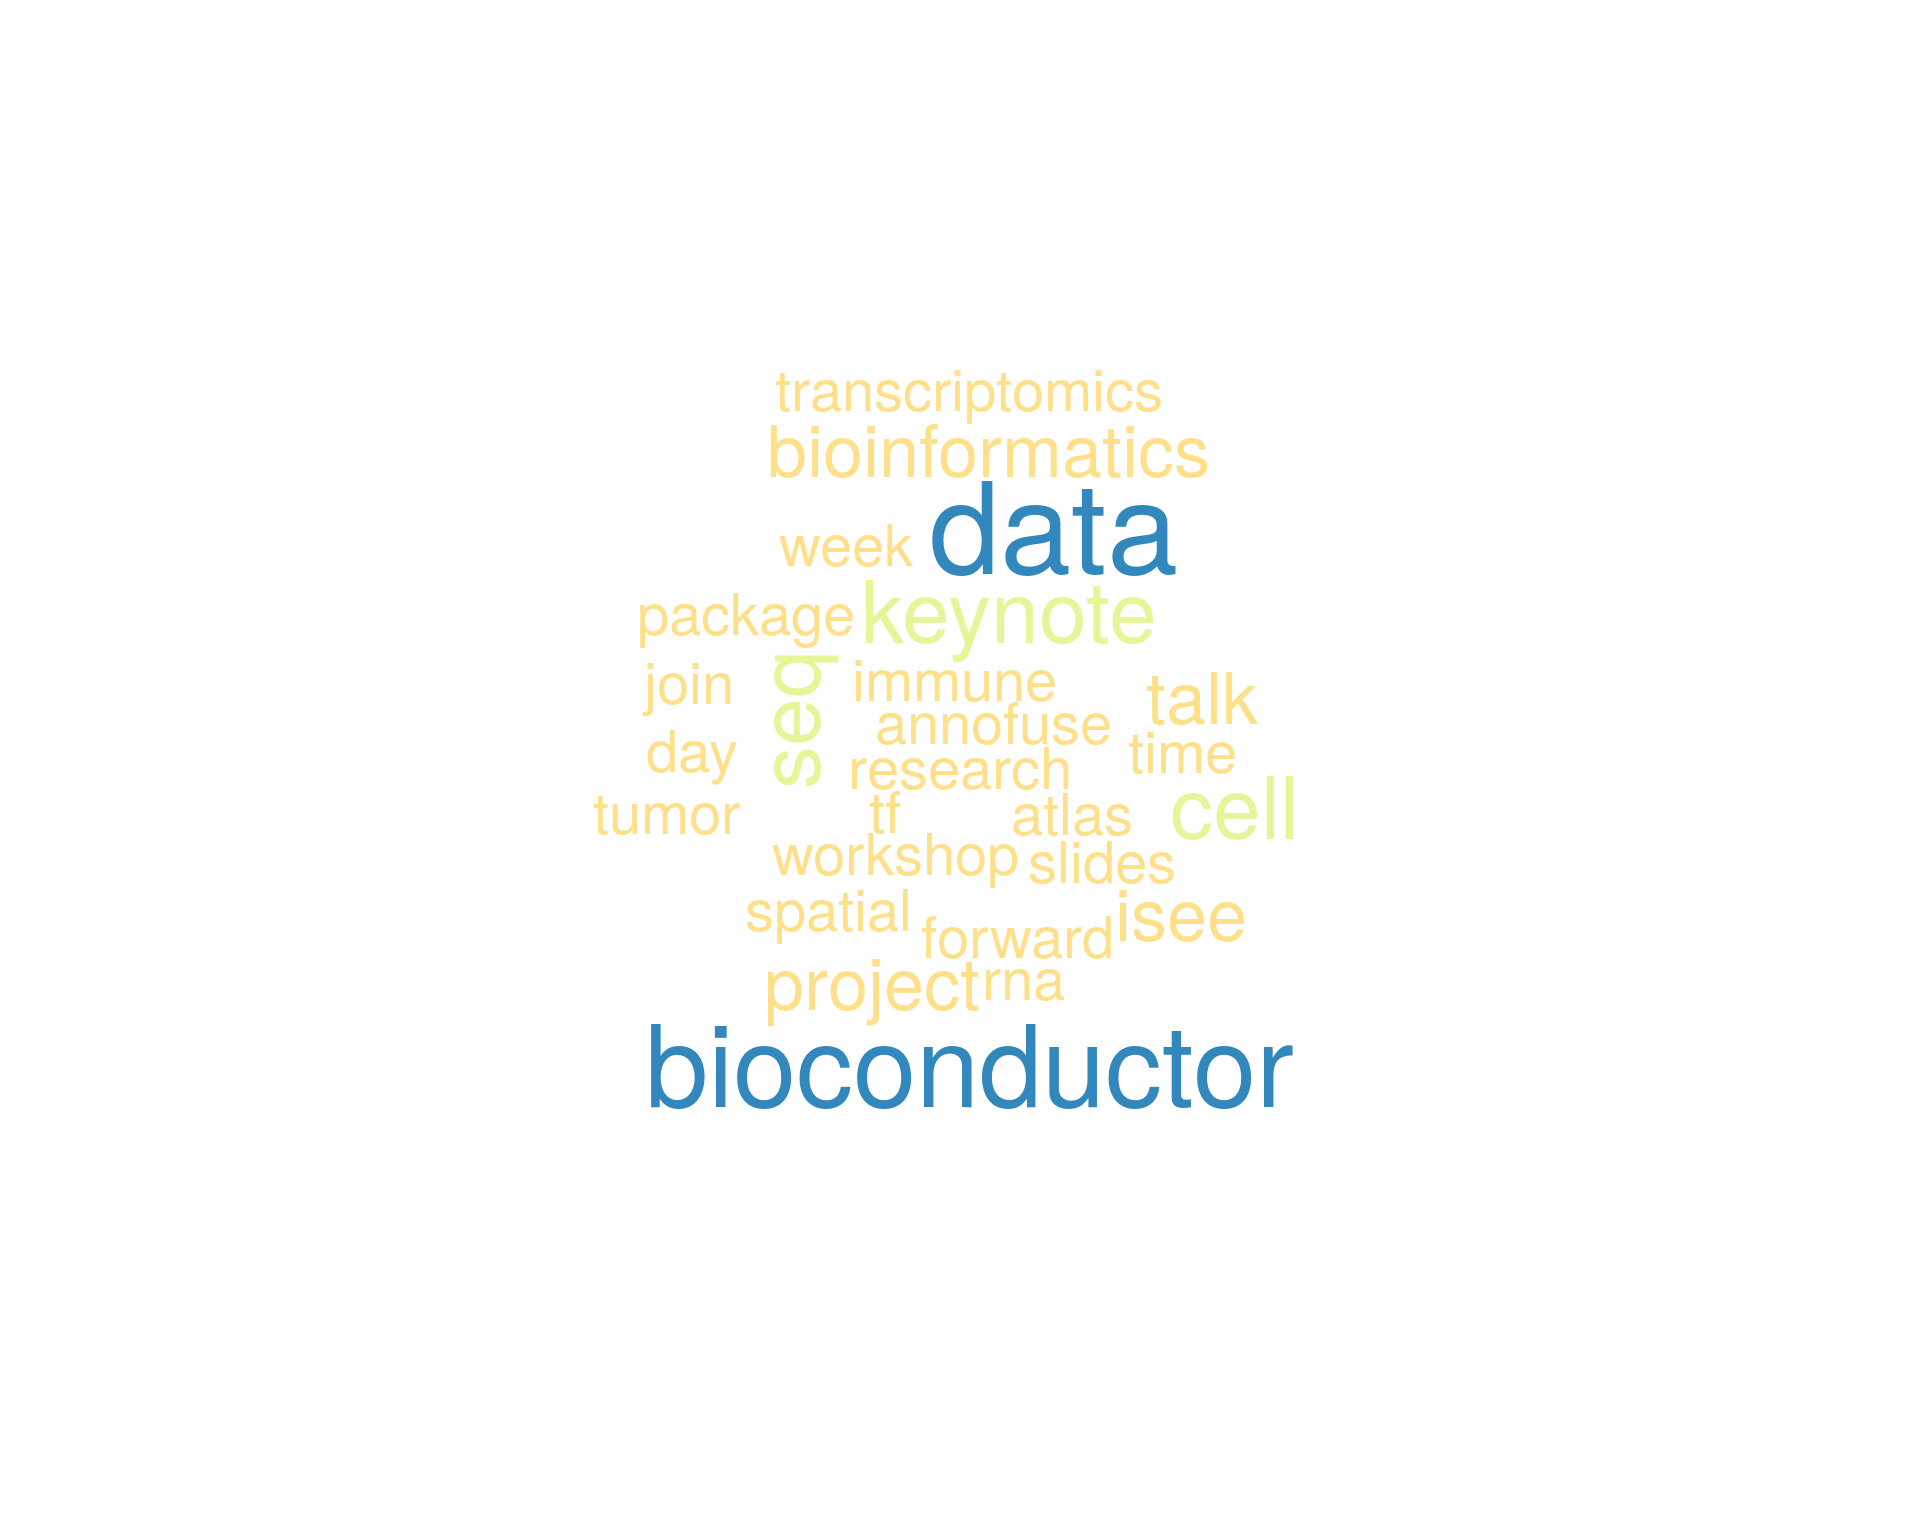 transcriptomics
bioinformatics
week data
package keynote
join seq immune talk
annofuse
day research time
tumor tf atlas cell
workshop slides
spatial forward isee
project rna
bioconductor